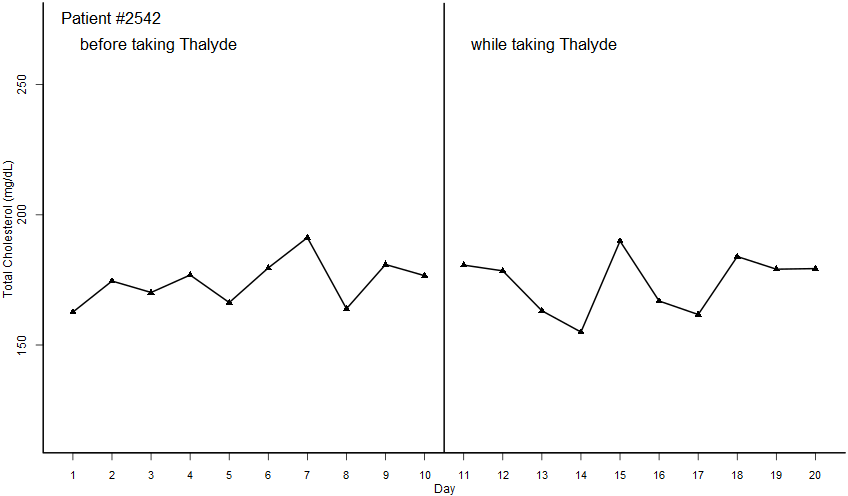 Patient #2542
before taking Thalyde
while taking Thalyde
Total Cholesterol (mg/dL)
250
200
150
1 2 3 4 5 6 7 8 9 10 11 12 13 14 15 16 17 18 19 20
Day